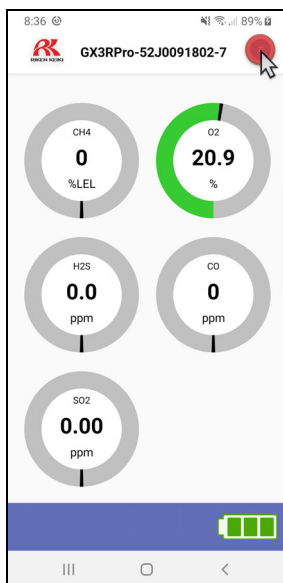 8:36 89%
RIKEN KEIKI
GX3RPro-52J0091802-7
CH4
0
%LEL
O2
20.9
%
H2S
0.0
ppm
CO
0
ppm
SO2
0.00
ppm